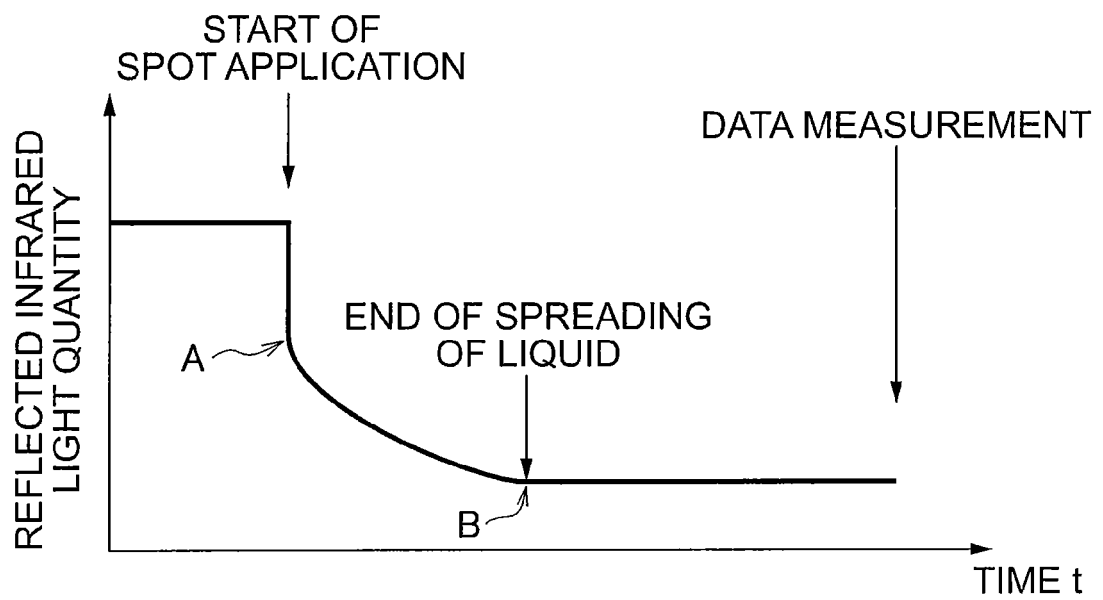 START OF
SPOT APPLICATION
DATA MEASUREMENT
REFLECTED INFRARED
LIGHT QUANTITY
END OF SPREADING
OF LIQUID
A
B
TIME t